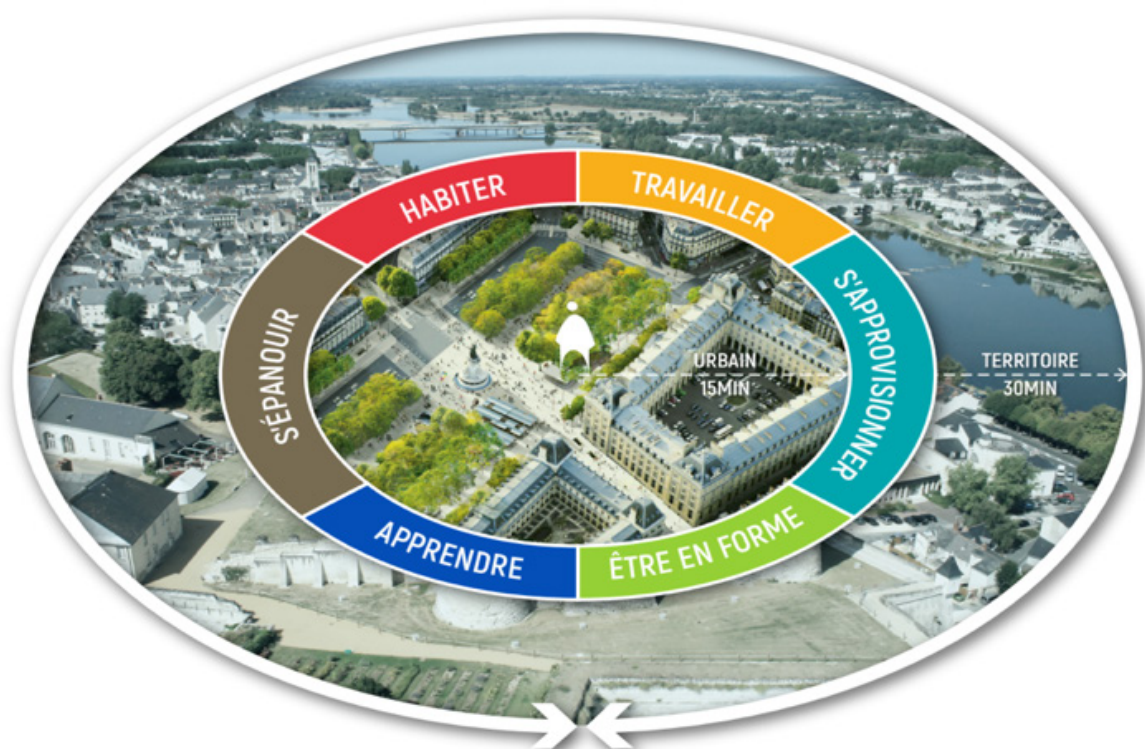 HABITER
TRAVAILLER
S'APPROVISIONNER
ÊTRE EN FORME
APPRENDRE
S'ÉPANOUIR
URBAIN
15MIN
TERRITOIRE
30MIN